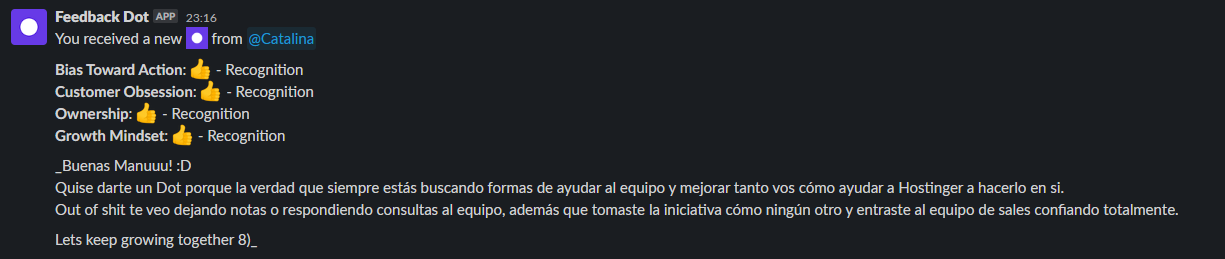 Feedback Dot APP 23:16
You received a new from @Catalina
Bias Toward Action: 👍 - Recognition
Customer Obsession: 👍 - Recognition
Ownership: 👍 - Recognition
Growth Mindset: 👍 - Recognition
_Buenas Manuuu! :D
Quise darte un Dot porque la verdad que siempre estás buscando formas de ayudar al equipo y mejorar tanto vos cómo ayudar a Hostinger a hacerlo en si.
Out of shit te veo dejando notas o respondiendo consultas al equipo, además que tomaste la iniciativa cómo ningún otro y entraste al equipo de sales confiando totalmente.
Lets keep growing together 8)_